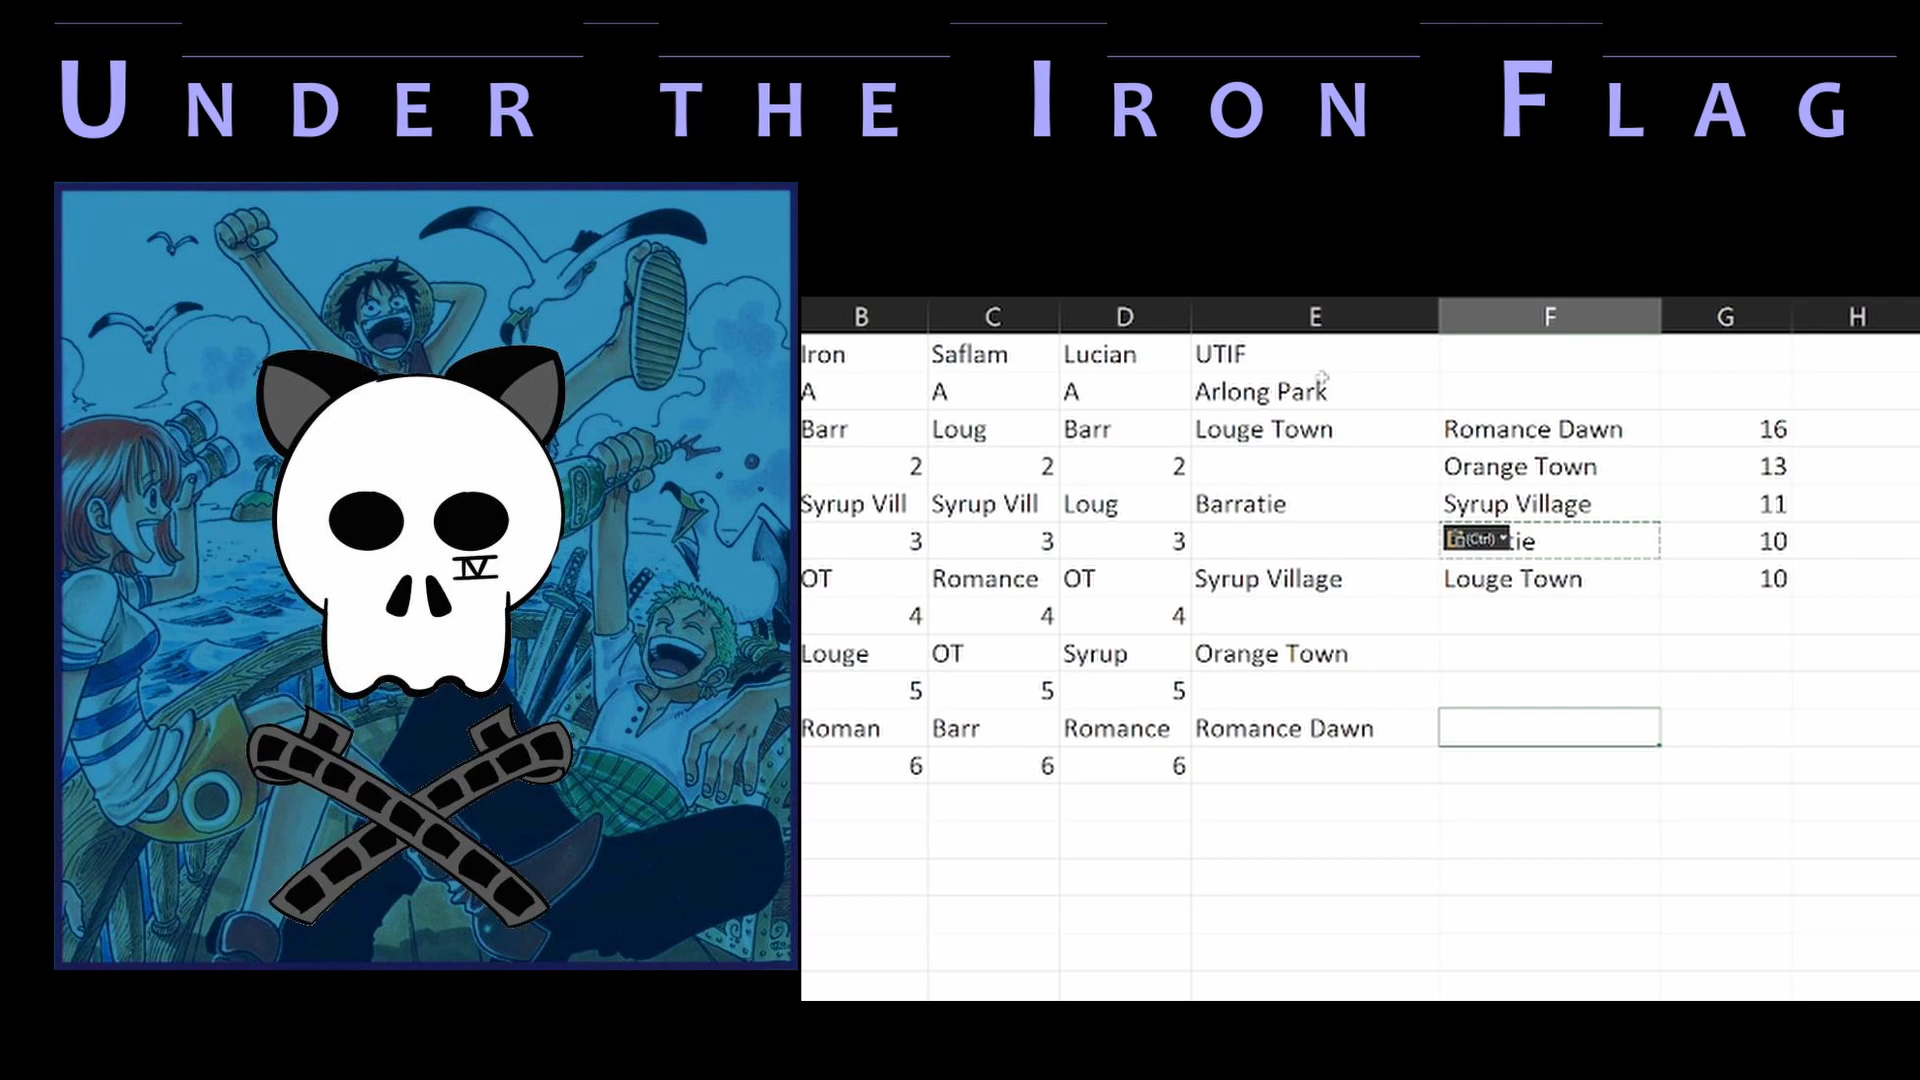 UNDER THE IRON FLAG
IV
B C D E F G H
Iron Saflam Lucian UTIF
A A A Arlong Park
Barr Loug Barr Louge Town Romance Dawn 16
2 2 2 Orange Town 13
Syrup Vill Syrup Vill Loug Barratie Syrup Village 11
3 3 3 (Ctrl) tie 10
OT Romance OT Syrup Village Louge Town 10
4 4 4
Louge OT Syrup Orange Town
5 5 5
Roman Barr Romance Romance Dawn
6 6 6